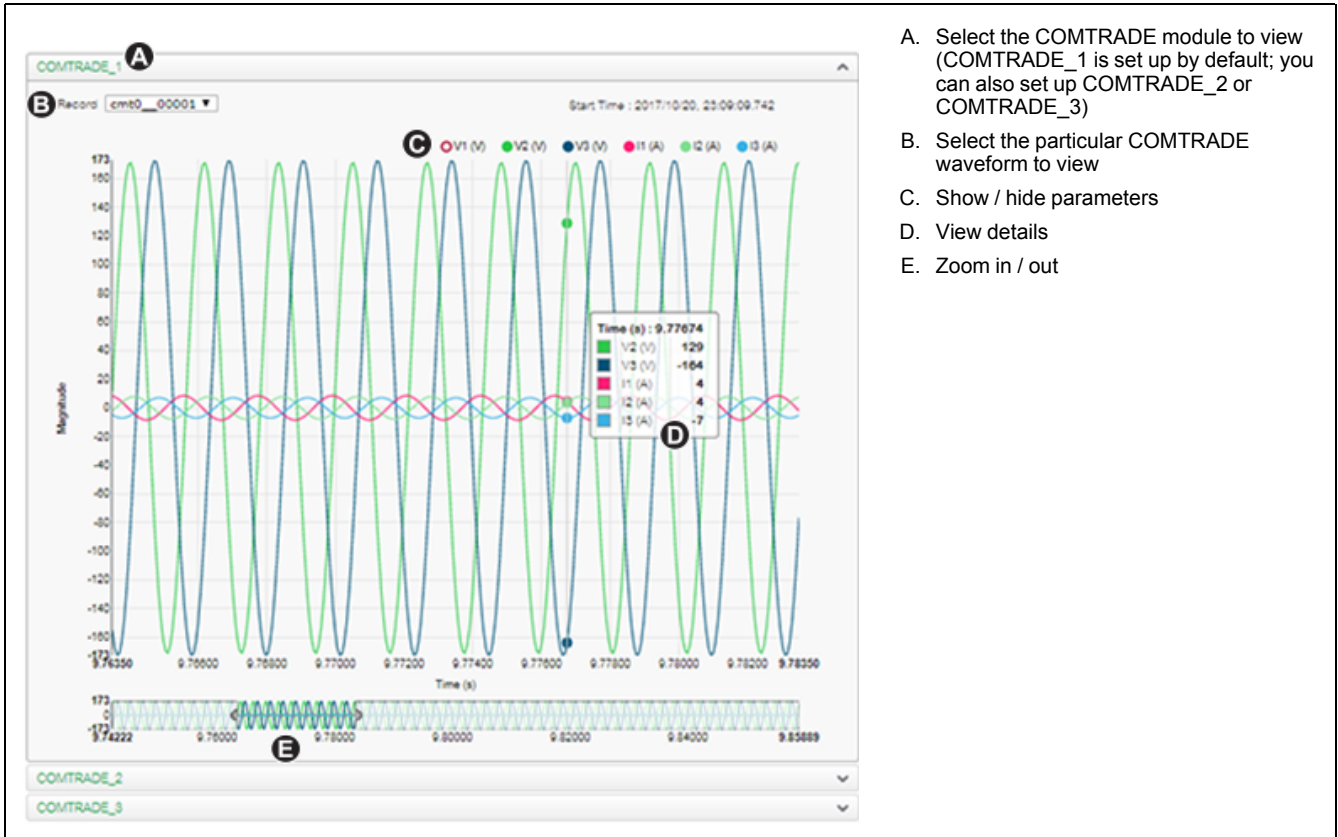 COMTRADE_1
A
B
Record cmt0__00001 ▼
Start Time : 2017/10/20, 23:09:09.742
C
V1 (V) V2 (V) V3 (V) I1 (A) I2 (A) I3 (A)
173
160
140
120
100
80
60
40
20
0
-20
-40
-60
-80
-100
-120
-140
-160
-173
Magnitude
Time (s) : 9.77674
V2 (V) 129
V3 (V) -164
I1 (A) 4
I2 (A) 4
I3 (A) -7
D
9.76350 9.76600 9.76800 9.77000 9.77200 9.77400 9.77600 9.77800 9.78000 9.78200 9.78350
Time (s)
173
0
-173
9.74222 9.76000 9.78000 9.80000 9.82000 9.84000 9.85889
E
COMTRADE_2
COMTRADE_3
A. Select the COMTRADE module to view
(COMTRADE_1 is set up by default; you
can also set up COMTRADE_2 or
COMTRADE_3)
B. Select the particular COMTRADE
waveform to view
C. Show / hide parameters
D. View details
E. Zoom in / out